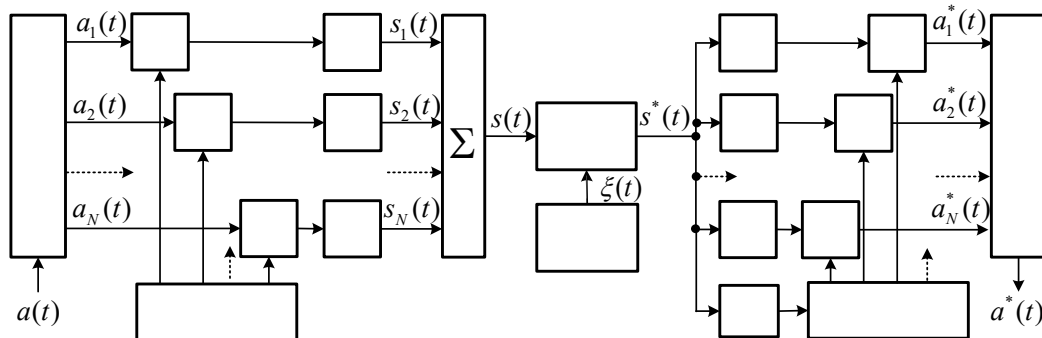 a₁(t)
s₁(t)
a₁*(t)
a₂(t)
s₂(t)
a₂*(t)
Σ
s(t)
s*(t)
ξ(t)
a_N(t)
s_N(t)
a_N*(t)
a(t)
a*(t)